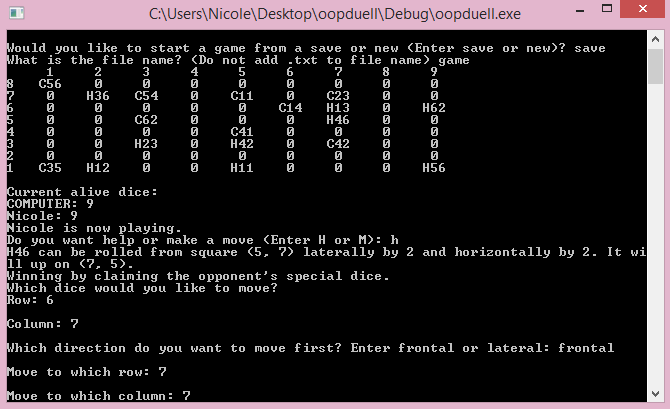 C:\Users\Nicole\Desktop\oopduell\Debug\oopduell.exe
Would you like to start a game from a save or new (Enter save or new)? save
What is the file name? (Do not add .txt to file name) game
1 2 3 4 5 6 7 8 9
8 C56 0 0 0 0 0 0 0 0
7 0 H36 C54 0 C11 0 C23 0 0
6 0 0 0 0 0 C14 H13 0 H62
5 0 0 C62 0 0 0 H46 0 0
4 0 0 0 0 C41 0 0 0 0
3 0 0 H23 0 H42 0 C42 0 0
2 0 0 0 0 0 0 0 0 0
1 C35 H12 0 0 H11 0 0 0 H56
Current alive dice:
COMPUTER: 9
Nicole: 9
Nicole is now playing.
Do you want help or make a move (Enter H or M): h
H46 can be rolled from square (5, 7) laterally by 2 and horizontally by 2. It wi
ll up on (7, 5).
Winning by claiming the opponent's special dice.
Which dice would you like to move?
Row: 6
Column: 7
Which direction do you want to move first? Enter frontal or lateral: frontal
Move to which row: 7
Move to which column: 7